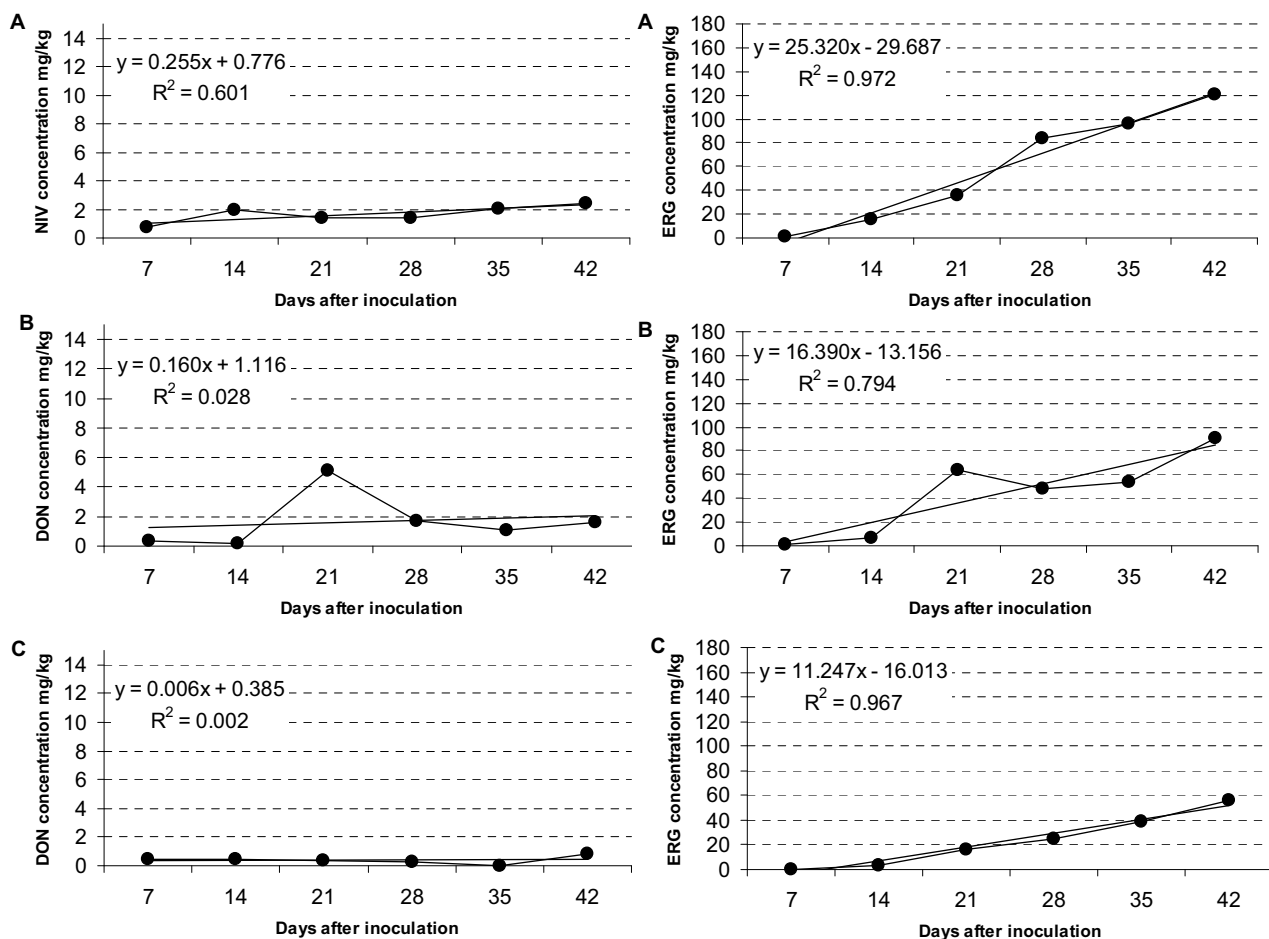 A
NIV concentration mg/kg
14
12
10
8
6
4
2
0
y = 0.255x + 0.776
R² = 0.601
7 14 21 28 35 42
Days after inoculation
A
ERG concentration mg/kg
180
160
140
120
100
80
60
40
20
0
y = 25.320x - 29.687
R² = 0.972
7 14 21 28 35 42
Days after inoculation
B
DON concentration mg/kg
14
12
10
8
6
4
2
0
y = 0.160x + 1.116
R² = 0.028
7 14 21 28 35 42
Days after inoculation
B
ERG concentration mg/kg
180
160
140
120
100
80
60
40
20
0
y = 16.390x - 13.156
R² = 0.794
7 14 21 28 35 42
Days after inoculation
C
DON concentration mg/kg
14
12
10
8
6
4
2
0
y = 0.006x + 0.385
R² = 0.002
7 14 21 28 35 42
Days after inoculation
C
ERG concentration mg/kg
180
160
140
120
100
80
60
40
20
0
y = 11.247x - 16.013
R² = 0.967
7 14 21 28 35 42
Days after inoculation